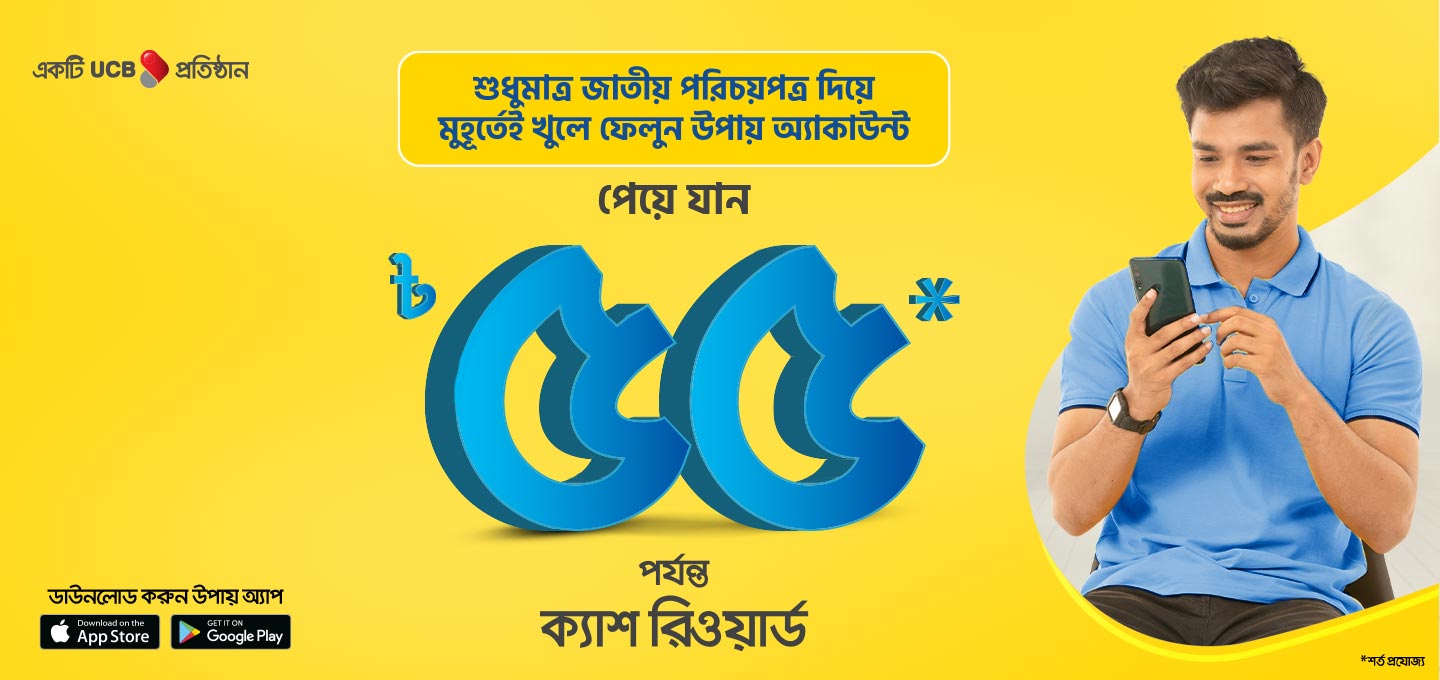 একটি UCB প্রতিষ্ঠান
শুধুমাত্র জাতীয় পরিচয়পত্র দিয়ে
মুহূর্তেই খুলে ফেলুন উপায় অ্যাকাউন্ট
পেয়ে যান
৳৫৫*
পর্যন্ত
ক্যাশ রিওয়ার্ড
ডাউনলোড করুন উপায় অ্যাপ
Download on the
App Store
GET IT ON
Google Play
*শর্ত প্রযোজ্য